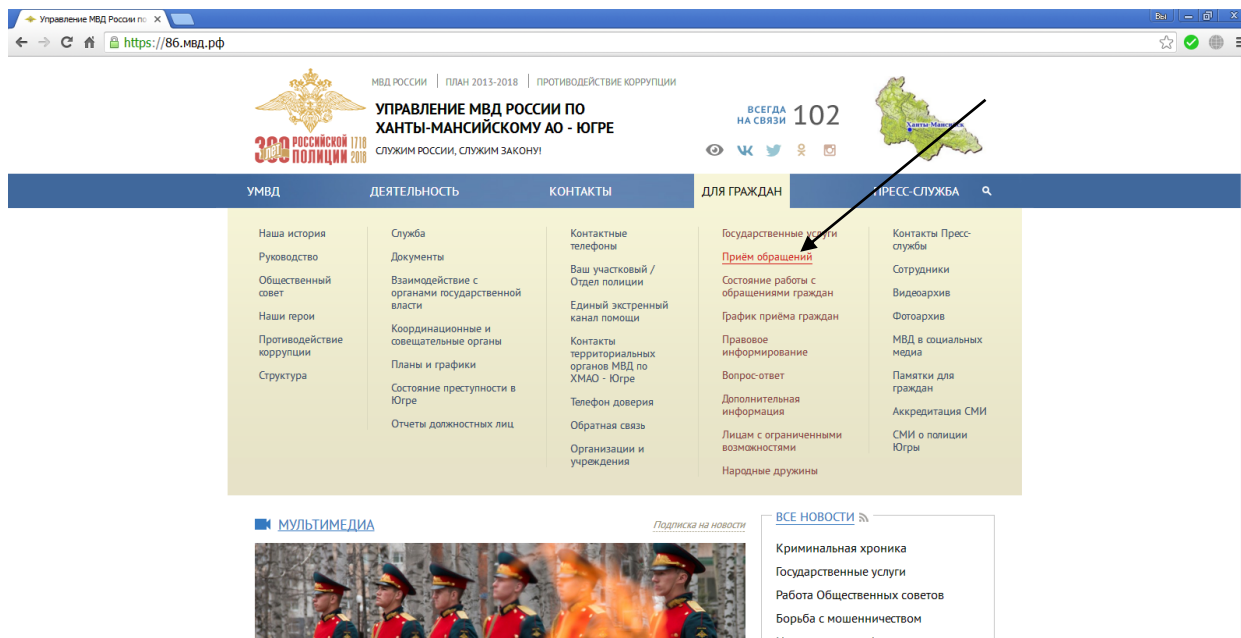 Управление МВД России по
Вы
https://86.мвд.рф
МВД РОССИИ
ПЛАН 2013-2018
ПРОТИВОДЕЙСТВИЕ КОРРУПЦИИ
УПРАВЛЕНИЕ МВД РОССИИ ПО
ХАНТЫ-МАНСИЙСКОМУ АО - ЮГРЕ
СЛУЖИМ РОССИИ, СЛУЖИМ ЗАКОНУ!
300 лет РОССИЙСКОЙ 1718
ПОЛИЦИИ 2018
ВСЕГДА
НА СВЯЗИ
102
Ханты-Мансийск
УМВД
ДЕЯТЕЛЬНОСТЬ
КОНТАКТЫ
ДЛЯ ГРАЖДАН
ПРЕСС-СЛУЖБА
Наша история
Руководство
Общественный
совет
Наши герои
Противодействие
коррупции
Структура
Служба
Документы
Взаимодействие с
органами государственной
власти
Координационные и
совещательные органы
Планы и графики
Состояние преступности в
Югре
Отчеты должностных лиц
Контактные
телефоны
Ваш участковый /
Отдел полиции
Единый экстренный
канал помощи
Контакты
территориальных
органов МВД по
ХМАО - Югре
Телефон доверия
Обратная связь
Организации и
учреждения
Государственные услуги
Приём обращений
Состояние работы с
обращениями граждан
График приёма граждан
Правовое
информирование
Вопрос-ответ
Дополнительная
информация
Лицам с ограниченными
возможностями
Народные дружины
Контакты Пресс-
службы
Сотрудники
Видеоархив
Фотоархив
МВД в социальных
медиа
Памятки для
граждан
Аккредитация СМИ
СМИ о полиции
Югры
МУЛЬТИМЕДИА
Подписка на новости
ВСЕ НОВОСТИ
Криминальная хроника
Государственные услуги
Работа Общественных советов
Борьба с мошенничеством